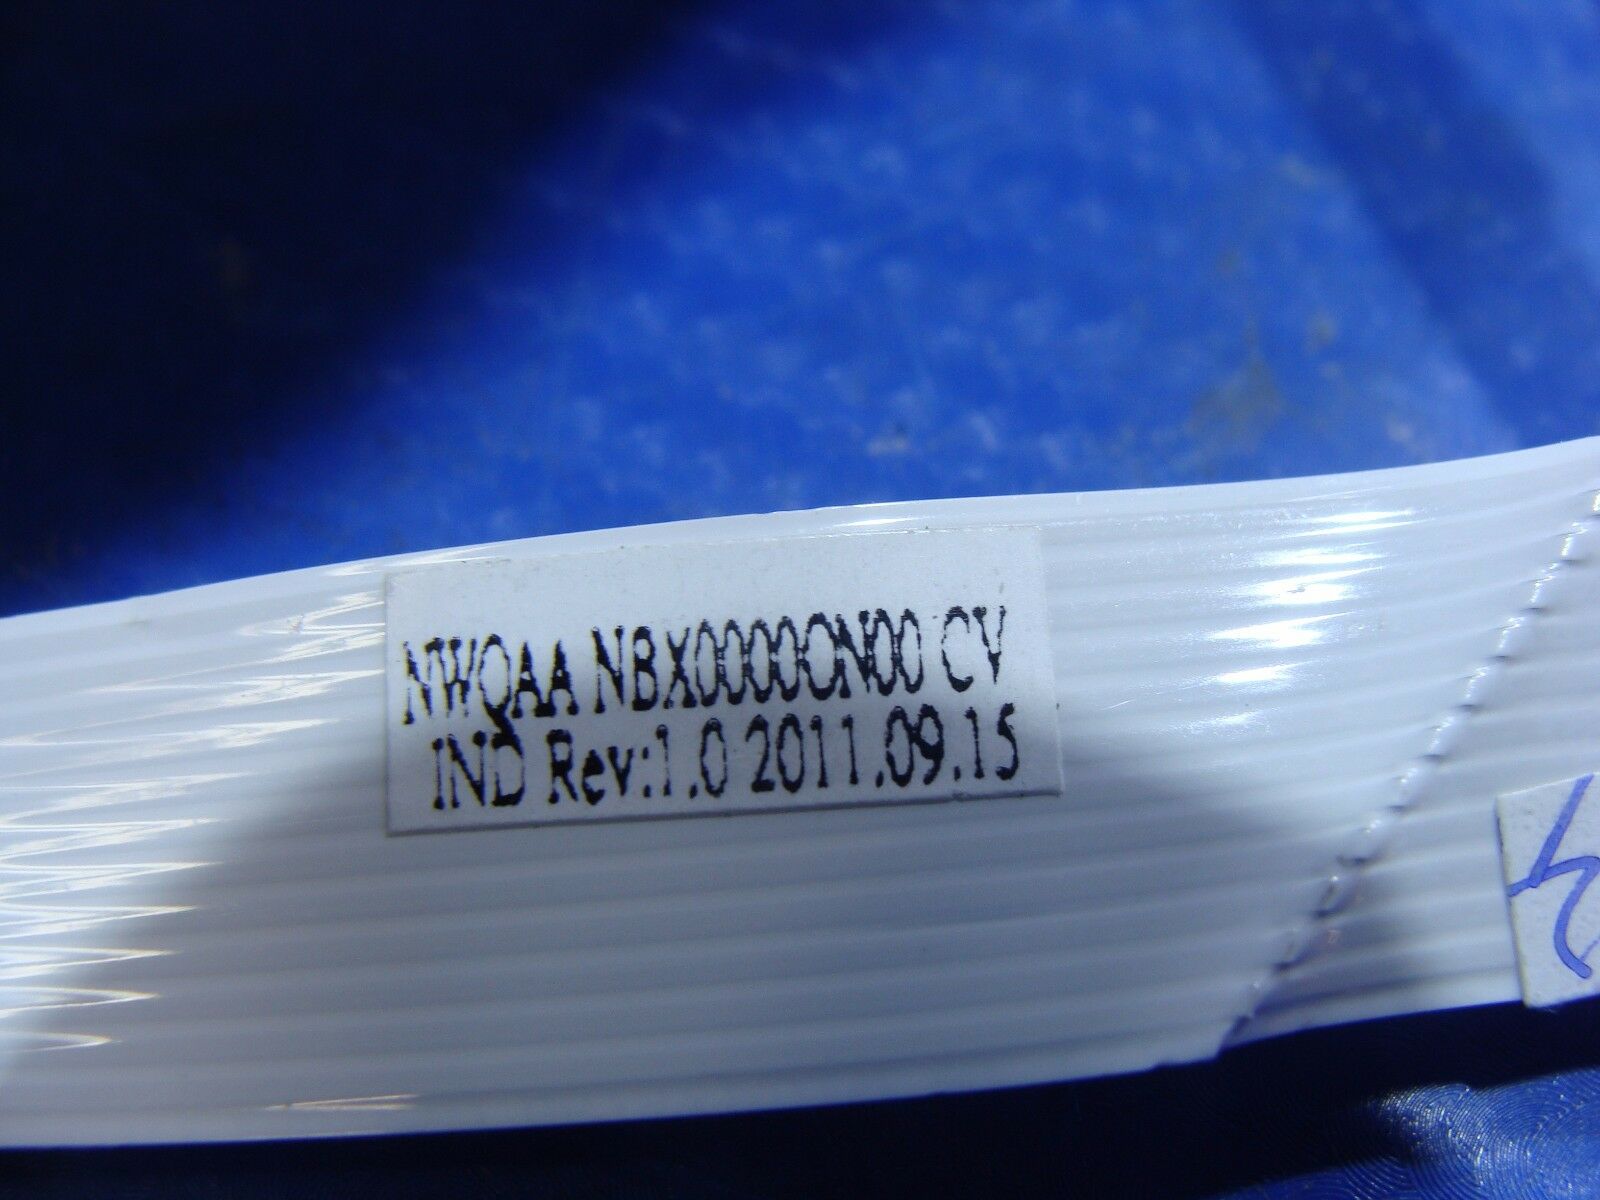 NWQAA NBX0000ON00 CV
IND Rev:1.0 2011.09.15